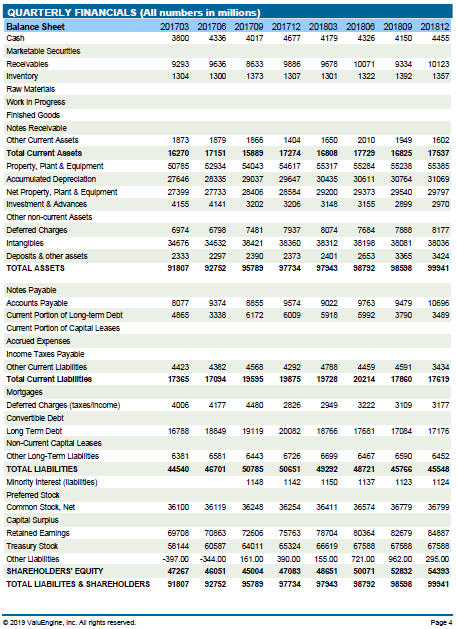 QUARTERLY FINANCIALS (All numbers in millions)
Balance Sheet 201703 201706 201709 201712 201803 201806 201809 201812
Cash 3800 4336 4017 4677 4179 4326 4150 4455
Marketable Securities
Receivables 9293 9636 8633 9886 9678 10071 9334 10123
Inventory 1304 1300 1373 1307 1301 1322 1392 1357
Raw Materials
Work In Progress
Finished Goods
Notes Receivable
Other Current Assets 1873 1879 1866 1404 1650 2010 1949 1602
Total Current Assets 16270 17151 15889 17274 16808 17729 16825 17537
Property, Plant & Equipment 50785 52934 54043 54617 55317 55284 55238 55385
Accumulated Depreciation 27646 28335 29037 29647 30435 30611 30764 31069
Net Property, Plant & Equipment 27399 27733 28406 28584 29200 29373 29540 29797
Investment & Advances 4155 4141 3202 3206 3148 3155 2899 2970
Other non-current Assets
Deferred Charges 6974 6798 7481 7937 8074 7684 7888 8177
Intangibles 34676 34632 38421 38360 38312 38198 38081 38036
Deposits & other assets 2333 2297 2390 2373 2401 2653 3365 3424
TOTAL ASSETS 91807 92752 95789 97734 97943 98792 98598 99941
Notes Payable
Accounts Payable 8077 9374 8855 9574 9022 9763 9479 10696
Current Portion of Long-term Debt 4865 3338 6172 6009 5918 5992 3790 3489
Current Portion of Capital Leases
Accrued Expenses
Income Taxes Payable
Other Current Liabilities 4423 4382 4568 4292 4788 4459 4591 3434
Total Current Liabilities 17365 17094 19595 19875 19728 20214 17860 17619
Mortgages
Deferred Charges (taxes/income) 4006 4177 4480 2826 2949 3222 3109 3177
Convertible Debt
Long Term Debt 16788 18849 19119 20082 18766 17681 17084 17176
Non-Current Capital Leases
Other Long-Term Liabilities 6381 6581 6443 6726 6699 6467 6590 6452
TOTAL LIABILITIES 44540 46701 50785 50651 49292 48721 45766 45548
Minority Interest (liabilities) 1148 1142 1150 1137 1123 1124
Preferred Stock
Common Stock, Net 36100 36119 36248 36254 36411 36574 36779 36799
Capital Surplus
Retained Earnings 69708 70863 72606 75763 78704 80364 82679 84887
Treasury Stock 58144 60587 64011 65324 66619 67588 67588 67588
Other Liabilities -397.00 -344.00 161.00 390.00 155.00 721.00 962.00 295.00
SHAREHOLDERS' EQUITY 47267 46051 45004 47083 48651 50071 52832 54393
TOTAL LIABILITES & SHAREHOLDERS 91807 92752 95789 97734 97943 98792 98598 99941
© 2019 ValuEngine, Inc. All rights reserved. Page 4